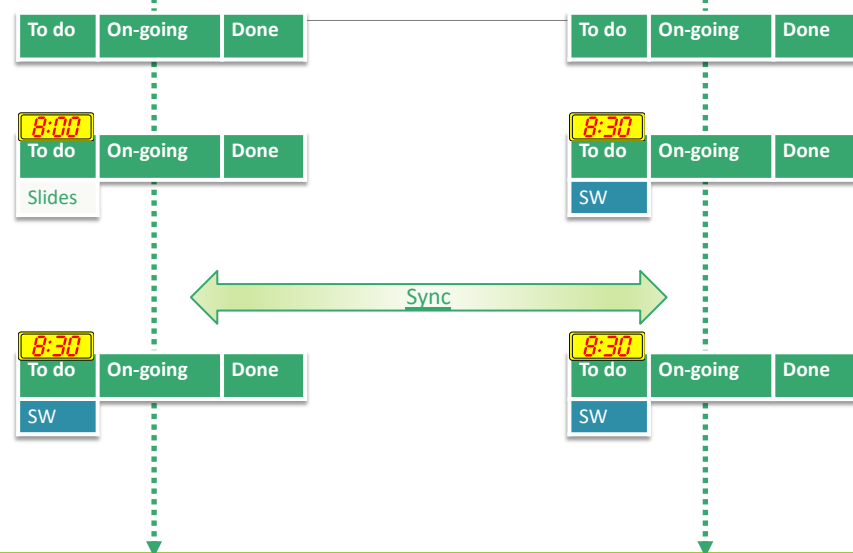 To do On-going Done To do On-going Done
8:00 8:30
To do On-going Done To do On-going Done
Slides SW
Sync
8:30 8:30
To do On-going Done To do On-going Done
SW SW